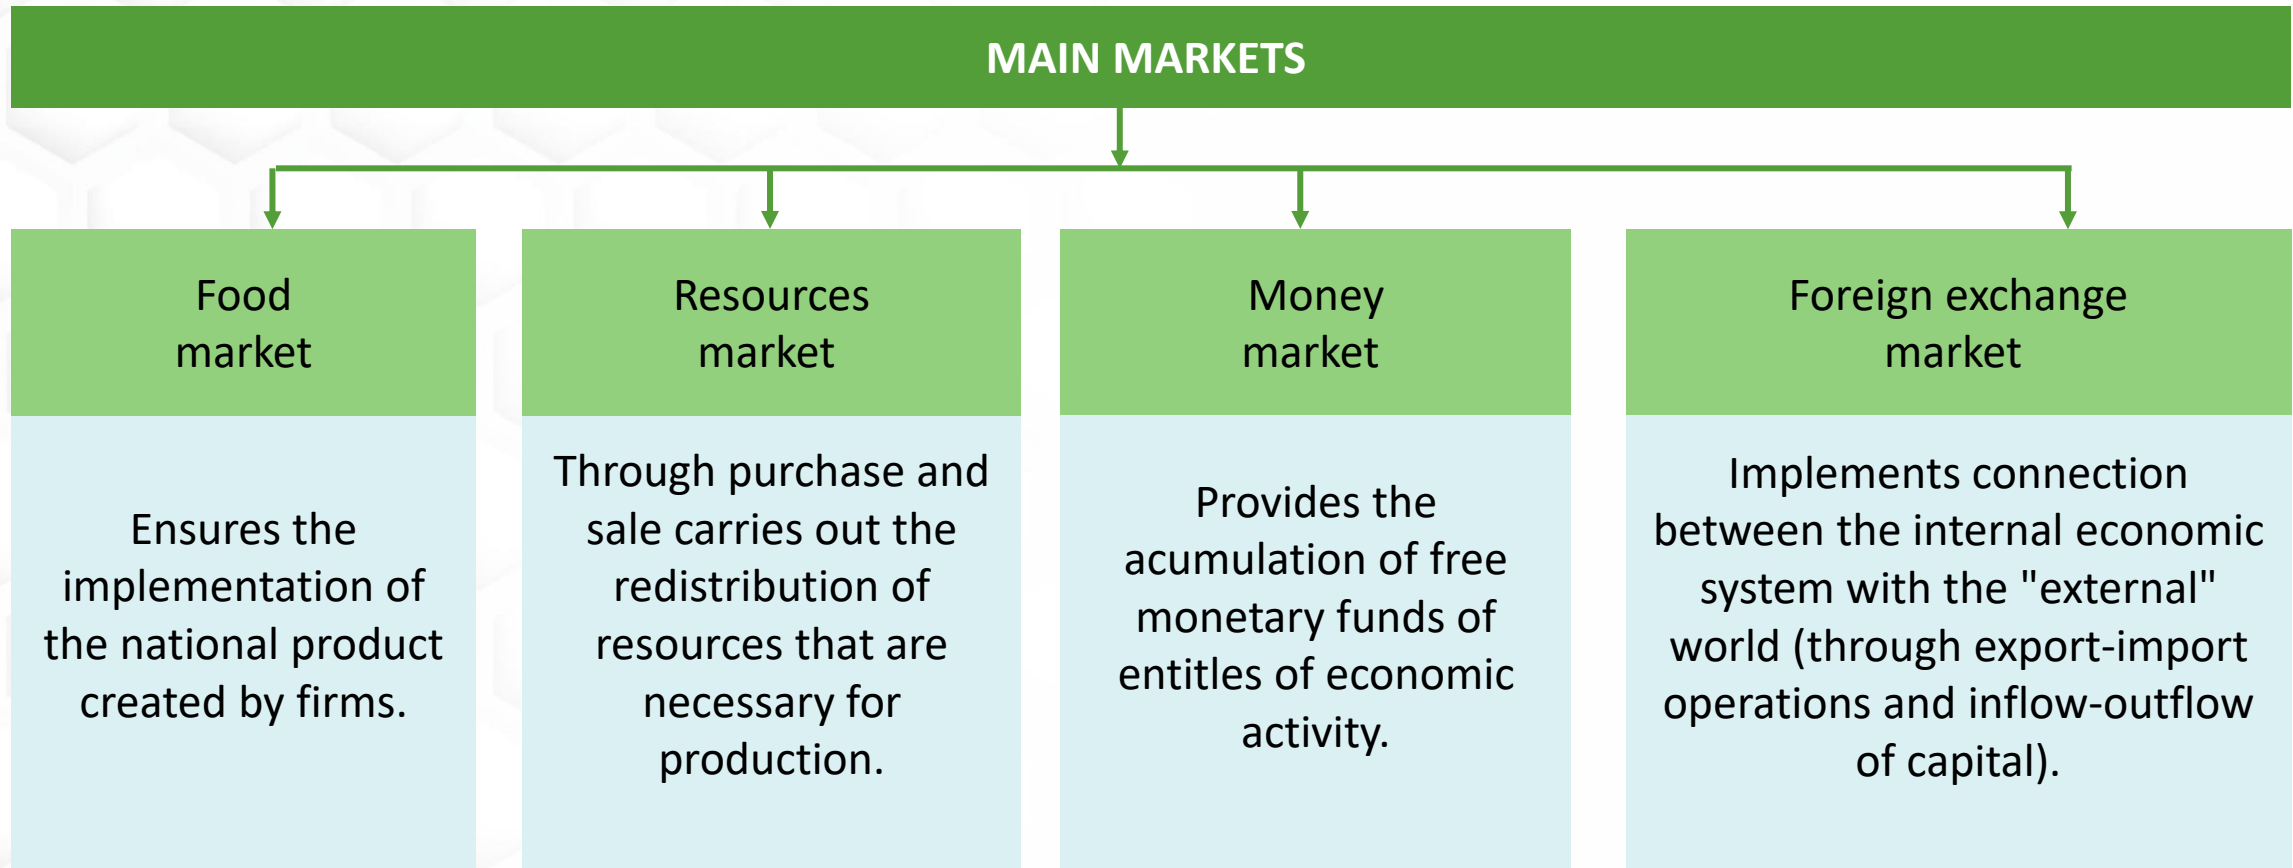 MAIN MARKETS
Food
market
Ensures the
implementation of
the national product
created by firms.
Resources
market
Through purchase and
sale carries out the
redistribution of
resources that are
necessary for
production.
Money
market
Provides the
acumulation of free
monetary funds of
entitles of economic
activity.
Foreign exchange
market
Implements connection
between the internal economic
system with the "external"
world (through export-import
operations and inflow-outflow
of capital).